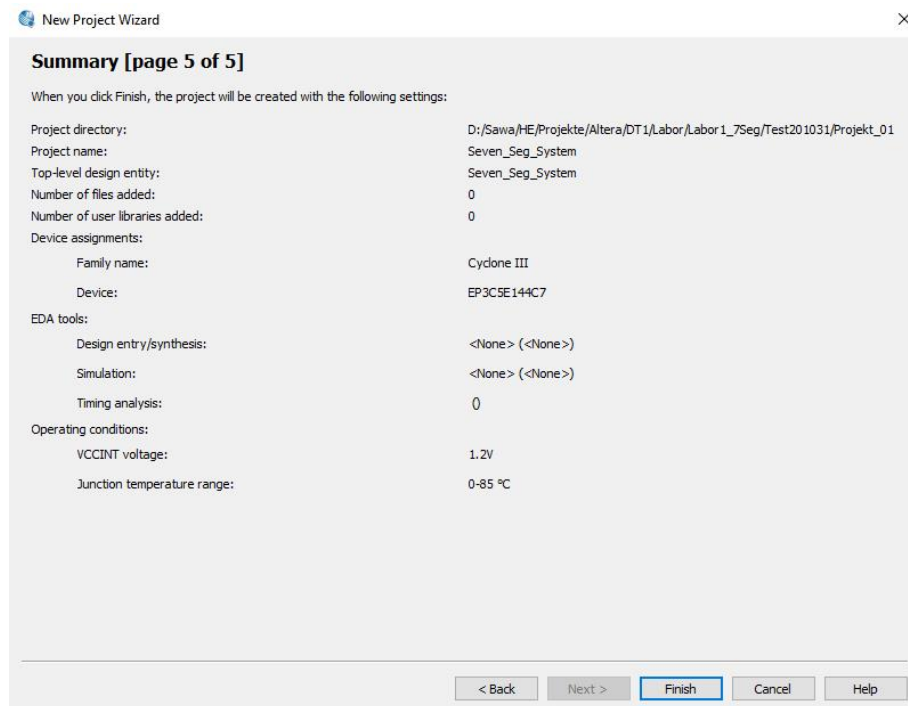 New Project Wizard
Summary [page 5 of 5]
When you click Finish, the project will be created with the following settings:
Project directory: D:/Sawa/HE/Projekte/Altera/DT1/Labor/Labor1_7Seg/Test201031/Projekt_01
Project name: Seven_Seg_System
Top-level design entity: Seven_Seg_System
Number of files added: 0
Number of user libraries added: 0
Device assignments:
Family name: Cyclone III
Device: EP3C5E144C7
EDA tools:
Design entry/synthesis: <None> (<None>)
Simulation: <None> (<None>)
Timing analysis: ()
Operating conditions:
VCCINT voltage: 1.2V
Junction temperature range: 0-85 °C
< Back Next > Finish Cancel Help